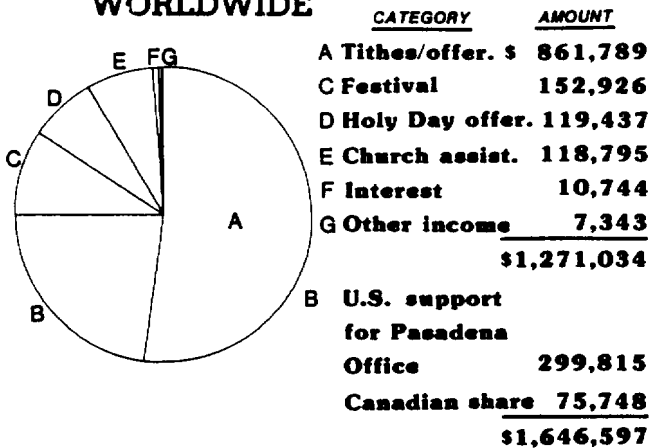 WORLDWIDE
CATEGORY AMOUNT
A Tithes/offer. $ 861,789
C Festival 152,926
D Holy Day offer. 119,437
E Church assist. 118,795
F Interest 10,744
G Other income 7,343
$1,271,034
B U.S. support
for Pasadena
Office 299,815
Canadian share 75,748
$1,646,597
E FG
D
C
A
B